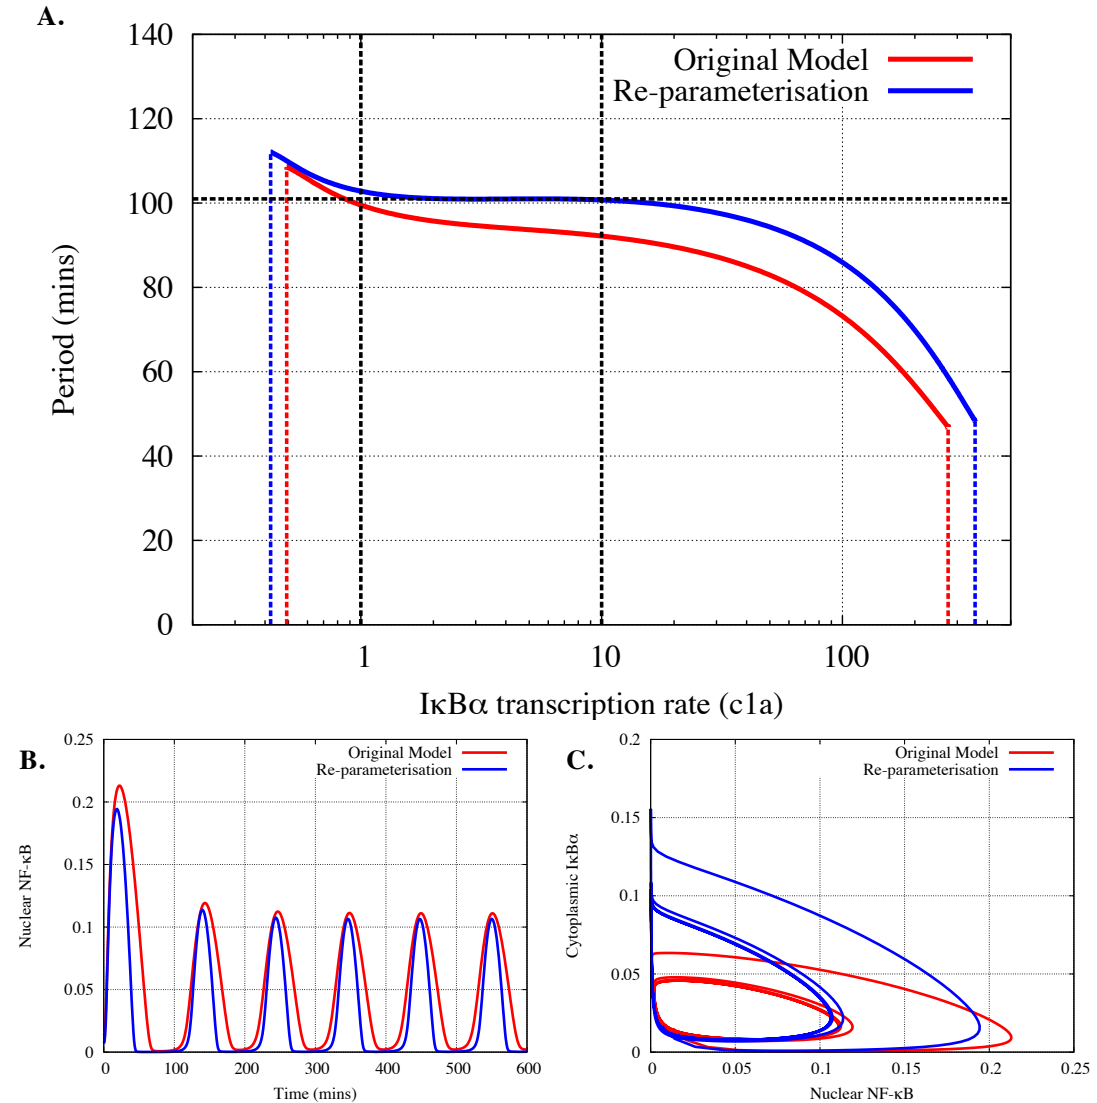 A.
140
120
100
80
60
40
20
0
Period (mins)
Original Model
Re-parameterisation
1
10
100
IκBα transcription rate (c1a)
B.
0.25
0.2
0.15
0.1
0.05
0
Nuclear NF-κB
Original Model
Re-parameterisation
0
100
200
300
400
500
600
Time (mins)
C.
0.2
0.15
0.1
0.05
0
Cytoplasmic IκBα
Original Model
Re-parameterisation
0
0.05
0.1
0.15
0.2
0.25
Nuclear NF-κB